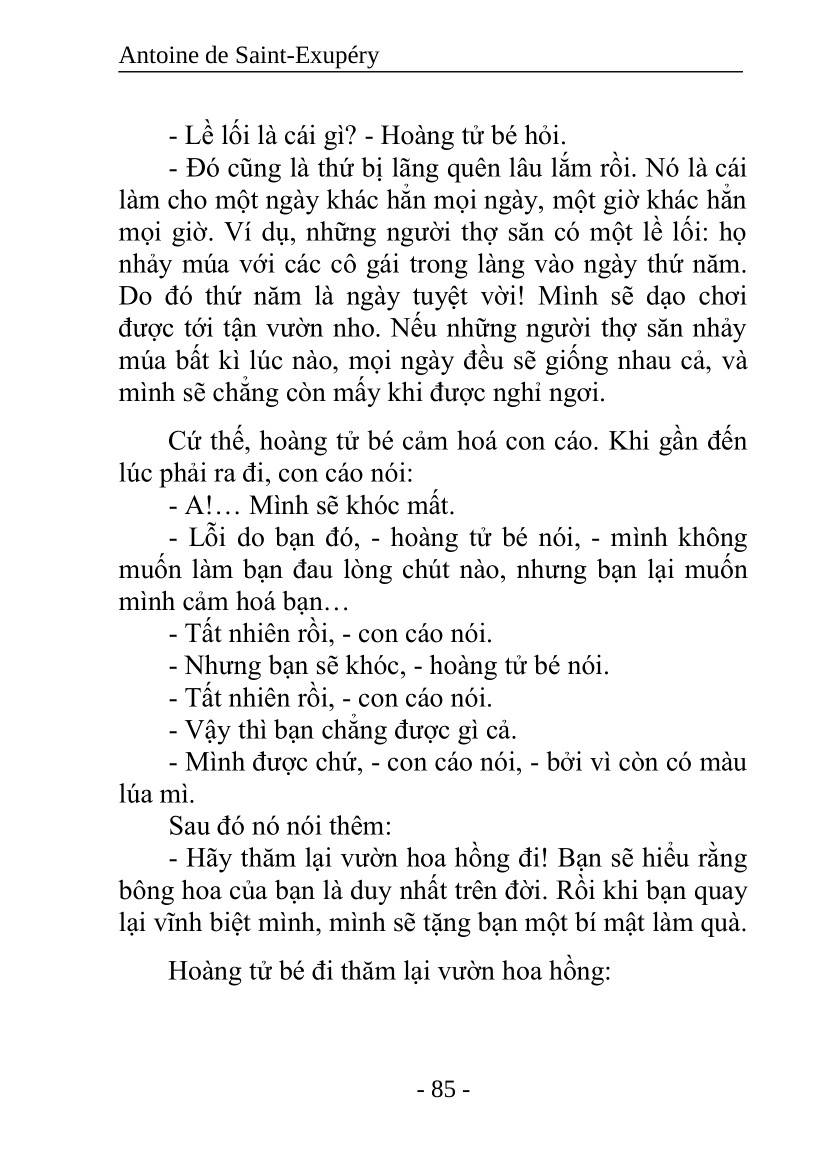 Antoine de Saint-Exupéry
- Lề lối là cái gì? - Hoàng tử bé hỏi.
- Đó cũng là thứ bị lãng quên lâu lắm rồi. Nó là cái
làm cho một ngày khác hẳn mọi ngày, một giờ khác hẳn
mọi giờ. Ví dụ, những người thợ săn có một lề lối: họ
nhảy múa với các cô gái trong làng vào ngày thứ năm.
Do đó thứ năm là ngày tuyệt vời! Mình sẽ dạo chơi
được tới tận vườn nho. Nếu những người thợ săn nhảy
múa bất kì lúc nào, mọi ngày đều sẽ giống nhau cả, và
mình sẽ chẳng còn mấy khi được nghỉ ngơi.
Cứ thế, hoàng tử bé cảm hoá con cáo. Khi gần đến
lúc phải ra đi, con cáo nói:
- A!… Mình sẽ khóc mất.
- Lỗi do bạn đó, - hoàng tử bé nói, - mình không
muốn làm bạn đau lòng chút nào, nhưng bạn lại muốn
mình cảm hoá bạn…
- Tất nhiên rồi, - con cáo nói.
- Nhưng bạn sẽ khóc, - hoàng tử bé nói.
- Tất nhiên rồi, - con cáo nói.
- Vậy thì bạn chẳng được gì cả.
- Mình được chứ, - con cáo nói, - bởi vì còn có màu
lúa mì.
Sau đó nó nói thêm:
- Hãy thăm lại vườn hoa hồng đi! Bạn sẽ hiểu rằng
bông hoa của bạn là duy nhất trên đời. Rồi khi bạn quay
lại vĩnh biệt mình, mình sẽ tặng bạn một bí mật làm quà.
Hoàng tử bé đi thăm lại vườn hoa hồng:
- 85 -